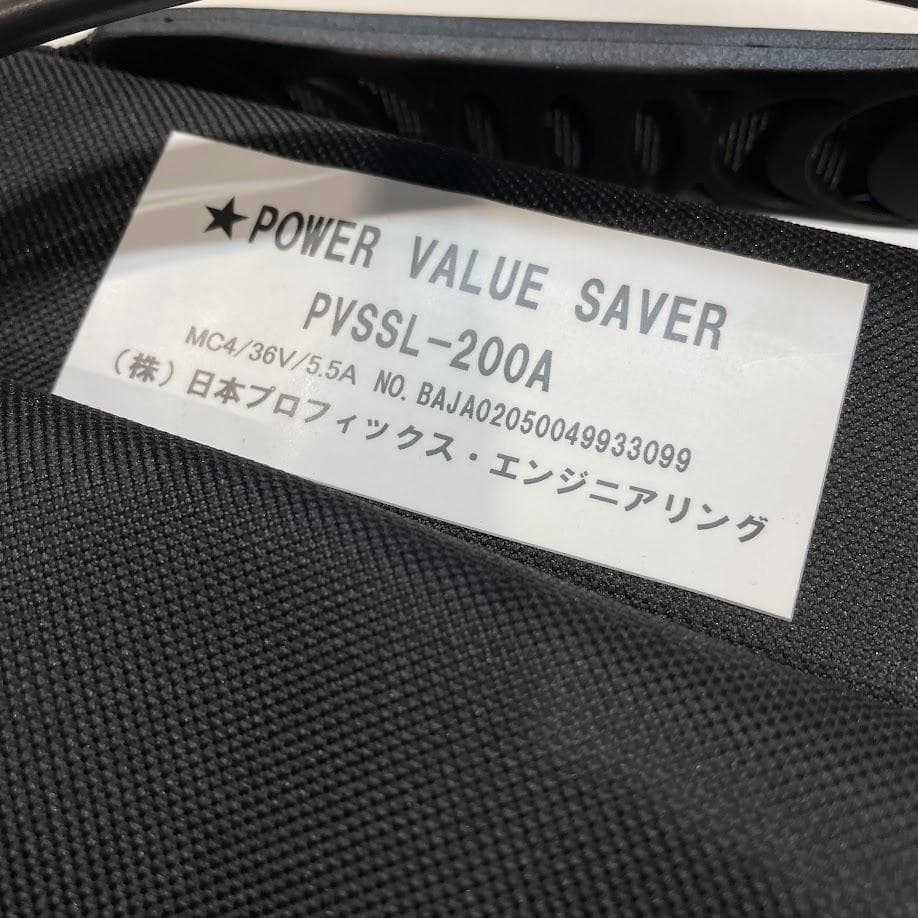 ★POWER VALUE SAVER
PVSSL-200A
MC4/36V/5.5A NO. BAJA02050049933099
(株)日本プロフィックス・エンジニアリング